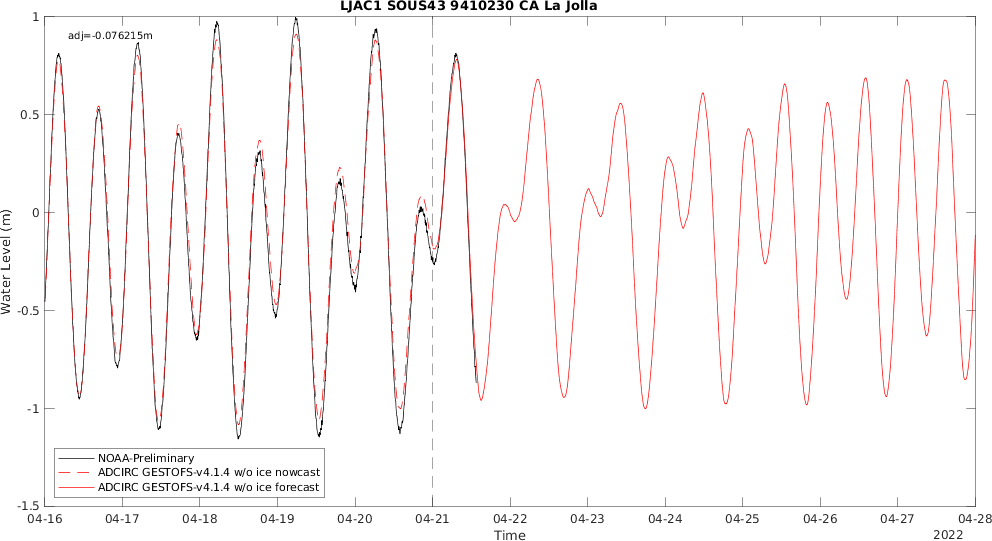 LJAC1 SOUS43 9410230 CA La Jolla
adj=-0.076215m
1
0.5
0
-0.5
-1
-1.5
Water Level (m)
NOAA-Preliminary
ADCIRC GESTOFS-v4.1.4 w/o ice nowcast
ADCIRC GESTOFS-v4.1.4 w/o ice forecast
04-16 04-17 04-18 04-19 04-20 04-21 04-22 04-23 04-24 04-25 04-26 04-27 04-28
Time
2022